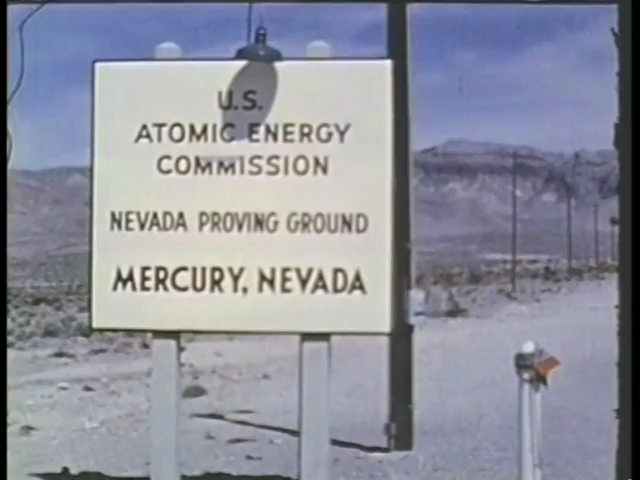 U.S.
ATOMIC ENERGY
COMMISSION
NEVADA PROVING GROUND
MERCURY, NEVADA